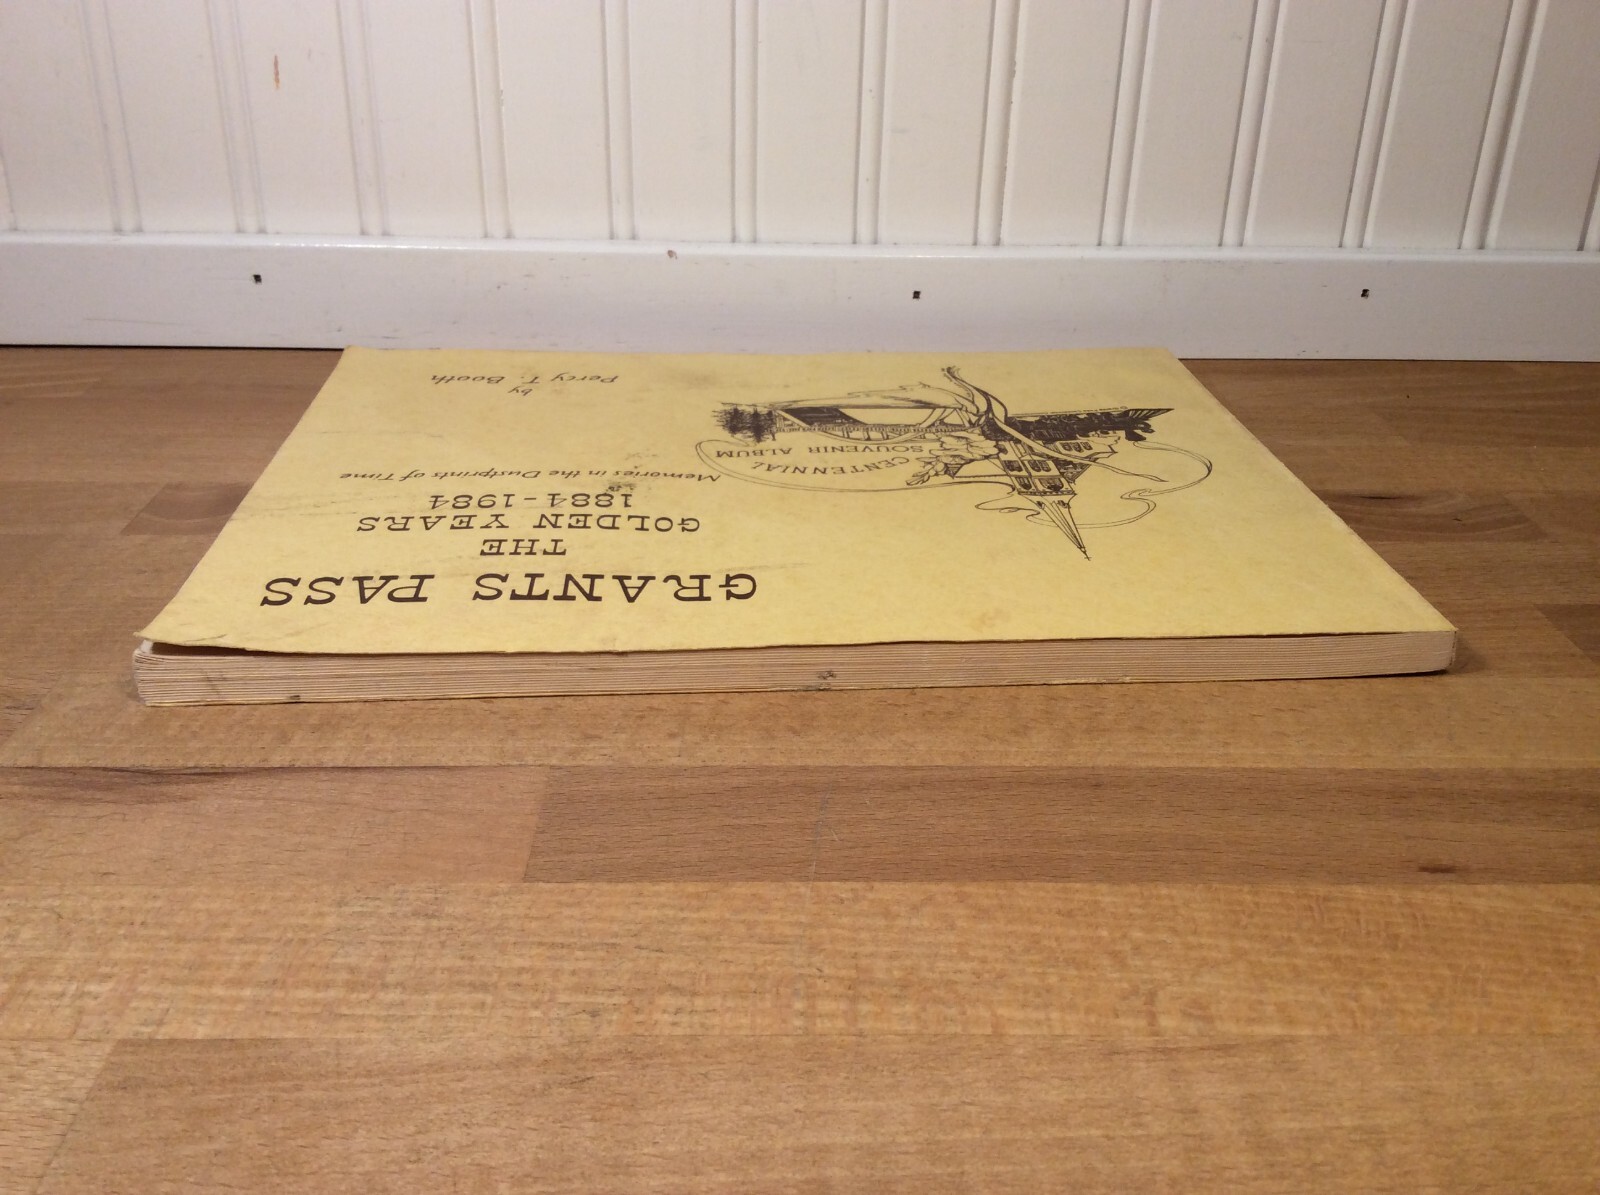 GRANTS PASS
THE
GOLDEN YEARS
1884-1984
Memories in the Dustprints of Time
CENTENNIAL
SOUVENIR ALBUM
by
Percy T. Booth